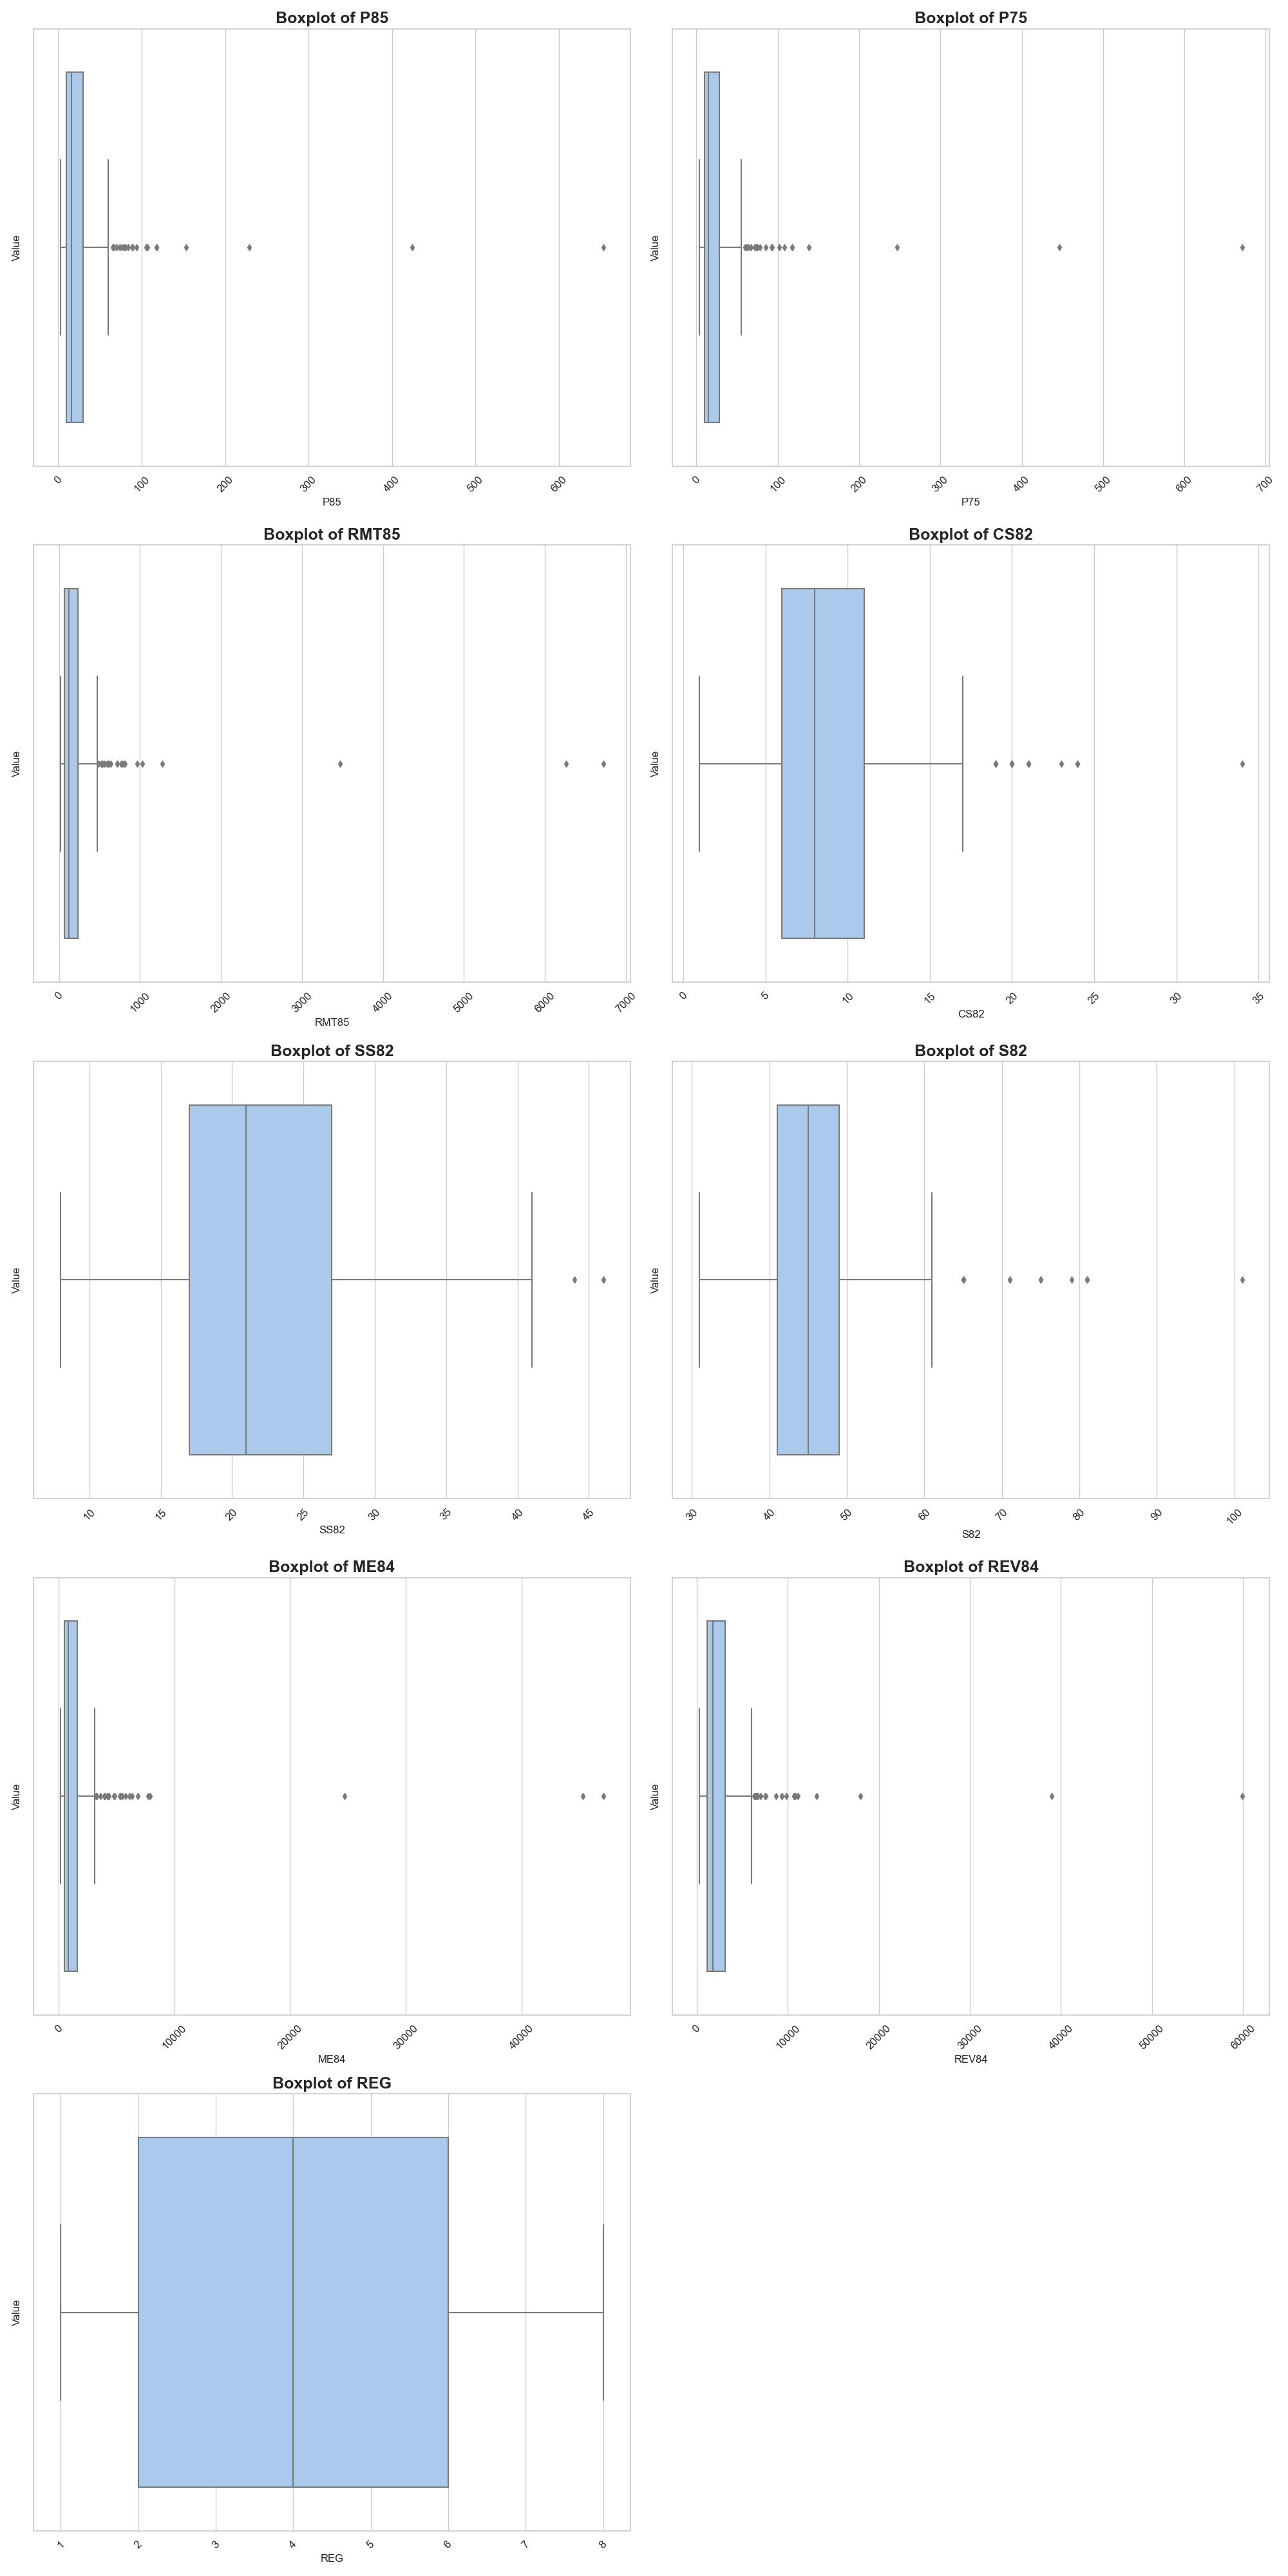 Boxplot of P85
Value
0 100 200 300 400 500 600
P85
Boxplot of P75
Value
0 100 200 300 400 500 600 700
P75
Boxplot of RMT85
Value
0 1000 2000 3000 4000 5000 6000 7000
RMT85
Boxplot of CS82
Value
0 5 10 15 20 25 30 35
CS82
Boxplot of SS82
Value
10 15 20 25 30 35 40 45
SS82
Boxplot of S82
Value
30 40 50 60 70 80 90 100
S82
Boxplot of ME84
Value
0 10000 20000 30000 40000
ME84
Boxplot of REV84
Value
0 10000 20000 30000 40000 50000 60000
REV84
Boxplot of REG
Value
1 2 3 4 5 6 7 8
REG